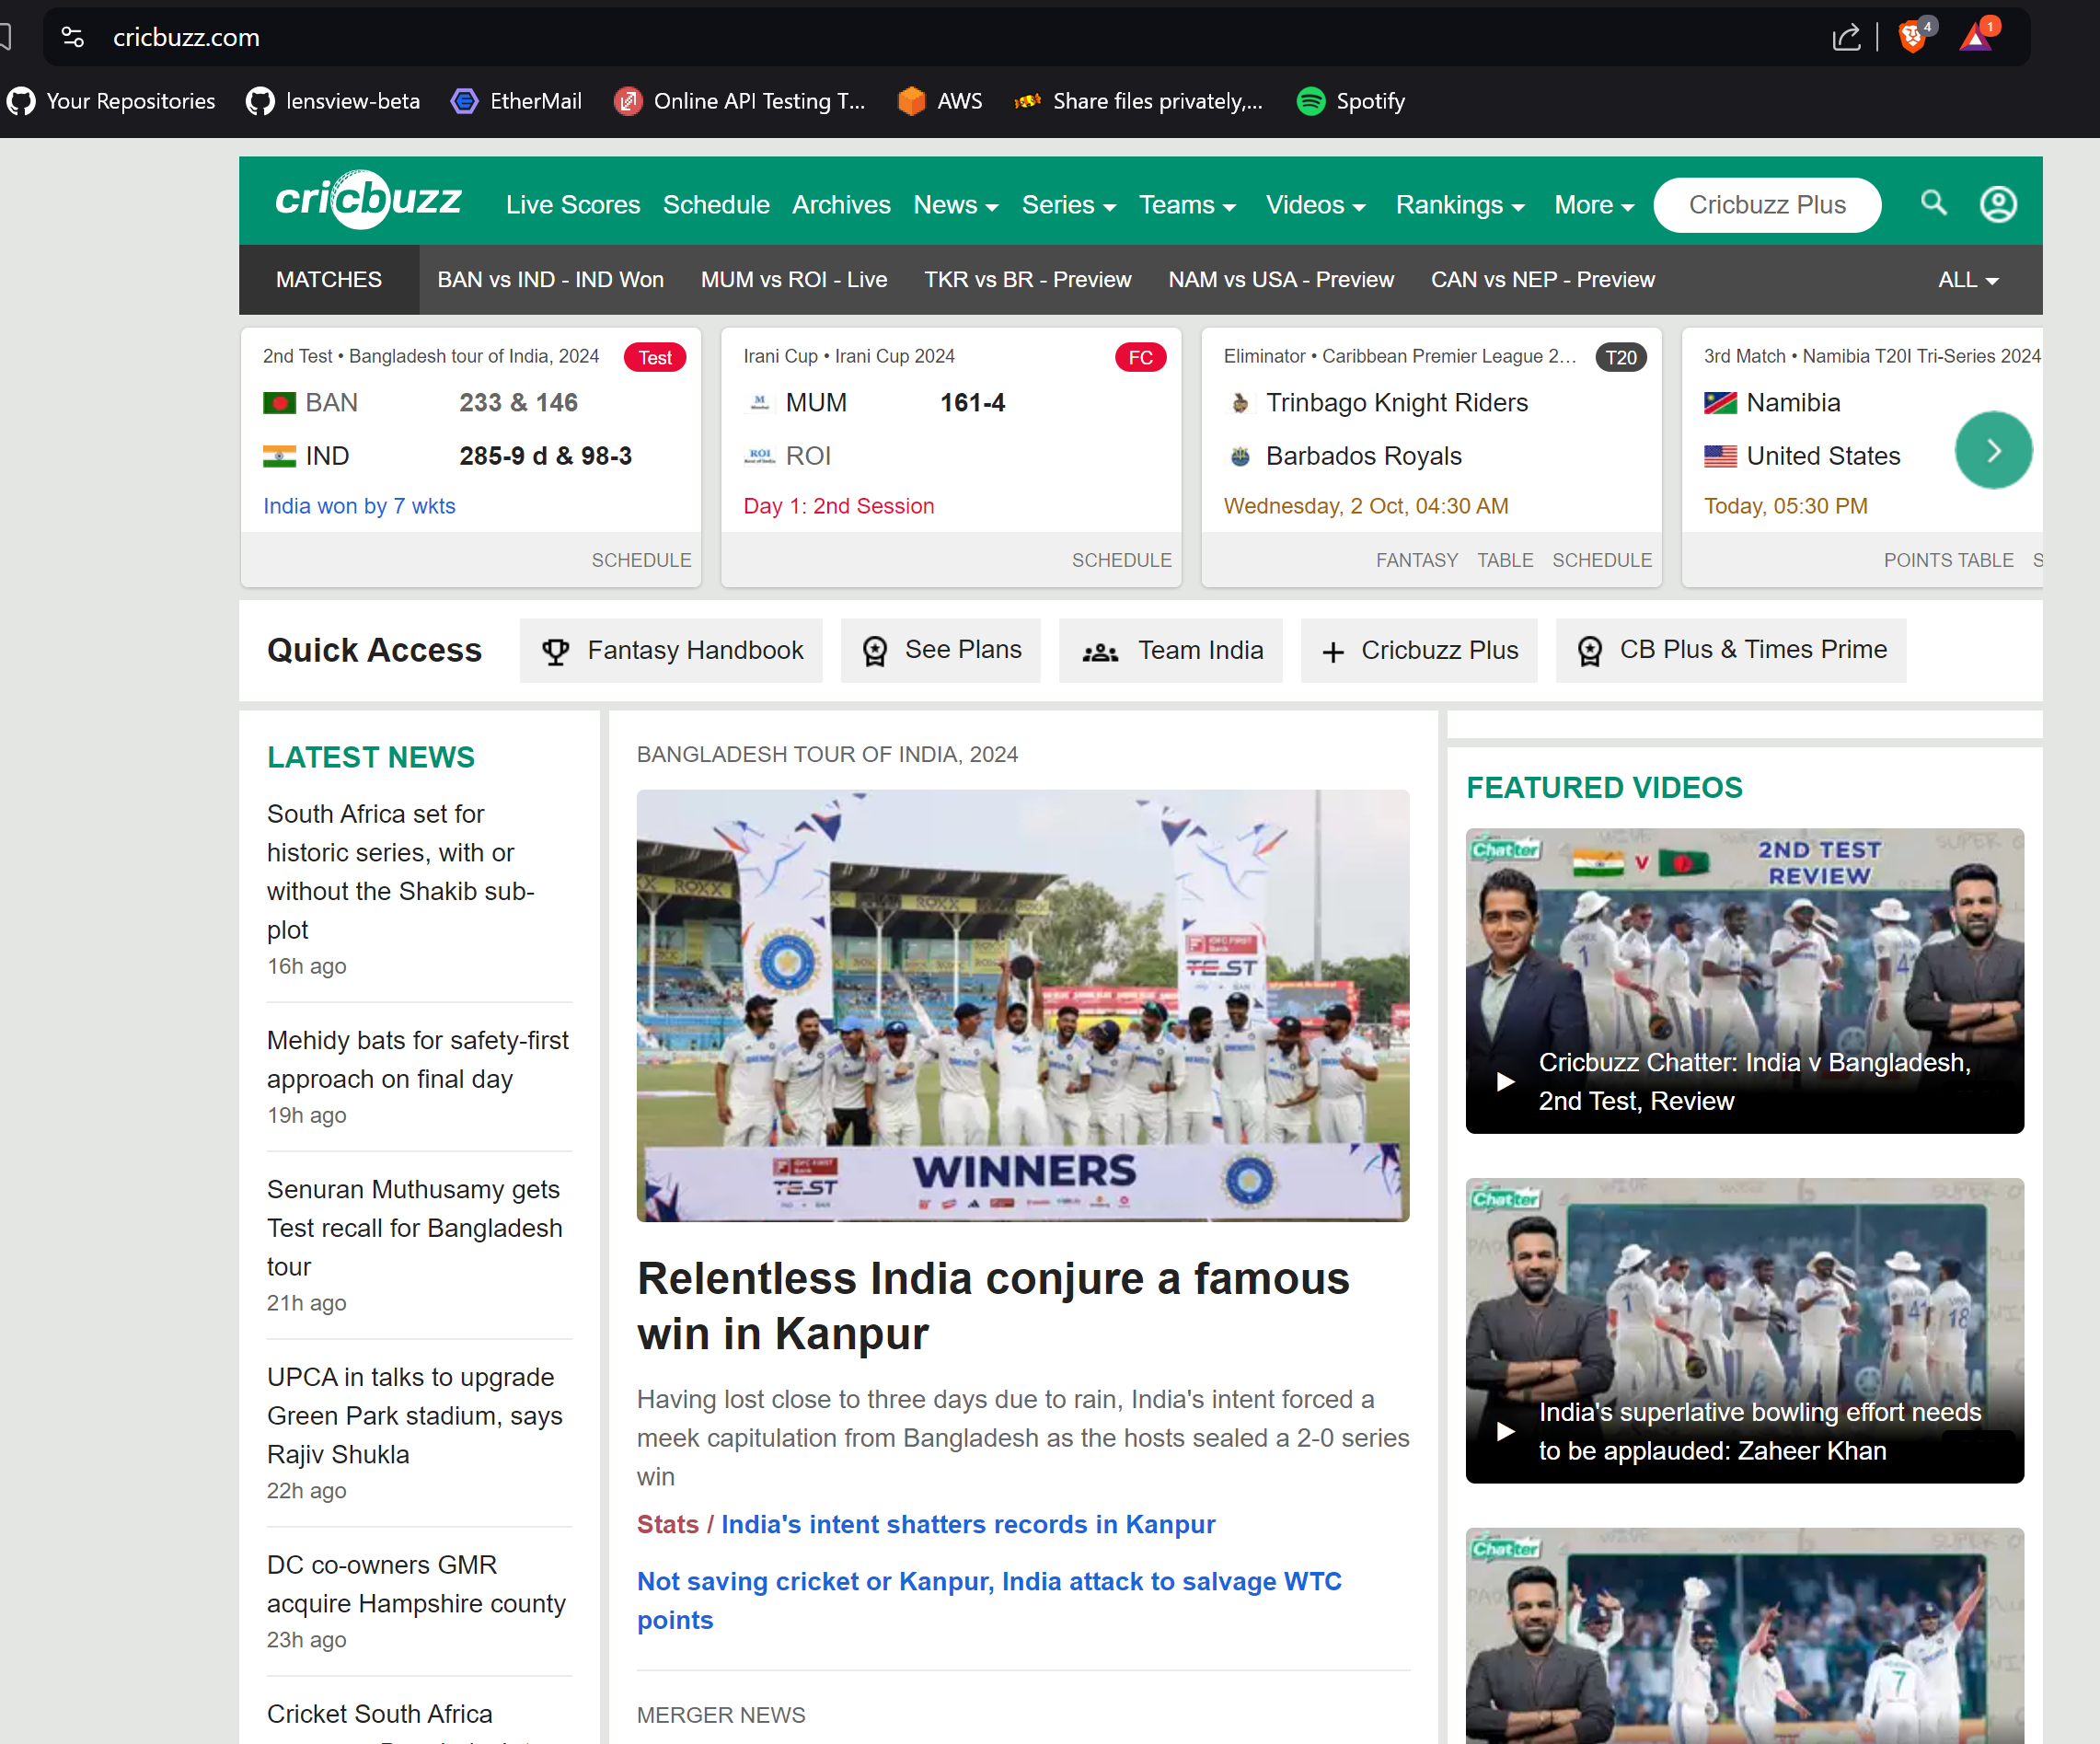 cricbuzz.com
4
1
Your Repositories
lensview-beta
EtherMail
Online API Testing T...
AWS
Share files privately,...
Spotify
cricbuzz
Live Scores
Schedule
Archives
News
Series
Teams
Videos
Rankings
More
Cricbuzz Plus
MATCHES
BAN vs IND - IND Won
MUM vs ROI - Live
TKR vs BR - Preview
NAM vs USA - Preview
CAN vs NEP - Preview
ALL
2nd Test • Bangladesh tour of India, 2024
Test
BAN 233 & 146
IND 285-9 d & 98-3
India won by 7 wkts
SCHEDULE
Irani Cup • Irani Cup 2024
FC
MUM 161-4
ROI ROI
Day 1: 2nd Session
SCHEDULE
Eliminator • Caribbean Premier League 2...
T20
Trinbago Knight Riders
Barbados Royals
Wednesday, 2 Oct, 04:30 AM
FANTASY TABLE SCHEDULE
3rd Match • Namibia T20I Tri-Series 2024
Namibia
United States
Today, 05:30 PM
POINTS TABLE S
Quick Access
Fantasy Handbook
See Plans
Team India
Cricbuzz Plus
CB Plus & Times Prime
LATEST NEWS
South Africa set for
historic series, with or
without the Shakib sub-
plot
16h ago
Mehidy bats for safety-first
approach on final day
19h ago
Senuran Muthusamy gets
Test recall for Bangladesh
tour
21h ago
UPCA in talks to upgrade
Green Park stadium, says
Rajiv Shukla
22h ago
DC co-owners GMR
acquire Hampshire county
23h ago
Cricket South Africa
BANGLADESH TOUR OF INDIA, 2024
ROXX
IDFC FIRST
Bank
TEST
WINNERS
IDFC FIRST
Bank
TEST
Relentless India conjure a famous
win in Kanpur
Having lost close to three days due to rain, India's intent forced a
meek capitulation from Bangladesh as the hosts sealed a 2-0 series
win
Stats / India's intent shatters records in Kanpur
Not saving cricket or Kanpur, India attack to salvage WTC
points
MERGER NEWS
FEATURED VIDEOS
Chatter
V
2ND TEST
REVIEW
1
Cricbuzz Chatter: India v Bangladesh,
2nd Test, Review
Chatter
1
41
18
India's superlative bowling effort needs
to be applauded: Zaheer Khan
Chatter
7